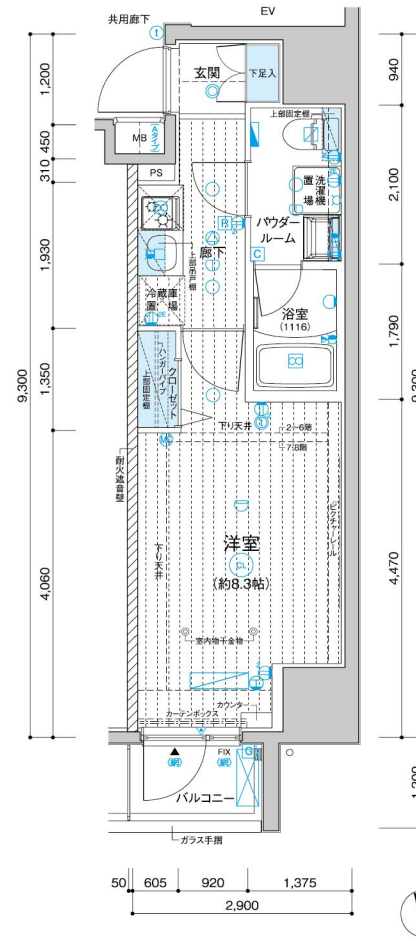 EV
共用廊下
t
玄関
下足入
MB
(Aタイプ)
PS
上部固定棚
洗濯機
置場
パウダー
ルーム
R
廊下
C
上部吊戸棚
冷蔵庫
置場
2E
浴室
(1116)
クローゼット
ハンガーパイプ
上部固定棚
下り天井
2~6階
7・8階
M
耐火遮音壁
ピクチャーレール
下り天井
洋室
CL
(約8.3帖)
室内物干金物
カウンタ
カーテンボックス
(網)
FIX
(網)
G
バルコニー
ガラス手摺
1,200
450
310
1,930
1,350
4,060
9,300
940
2,100
1,790
4,470
9,300
50
605
920
1,375
2,900